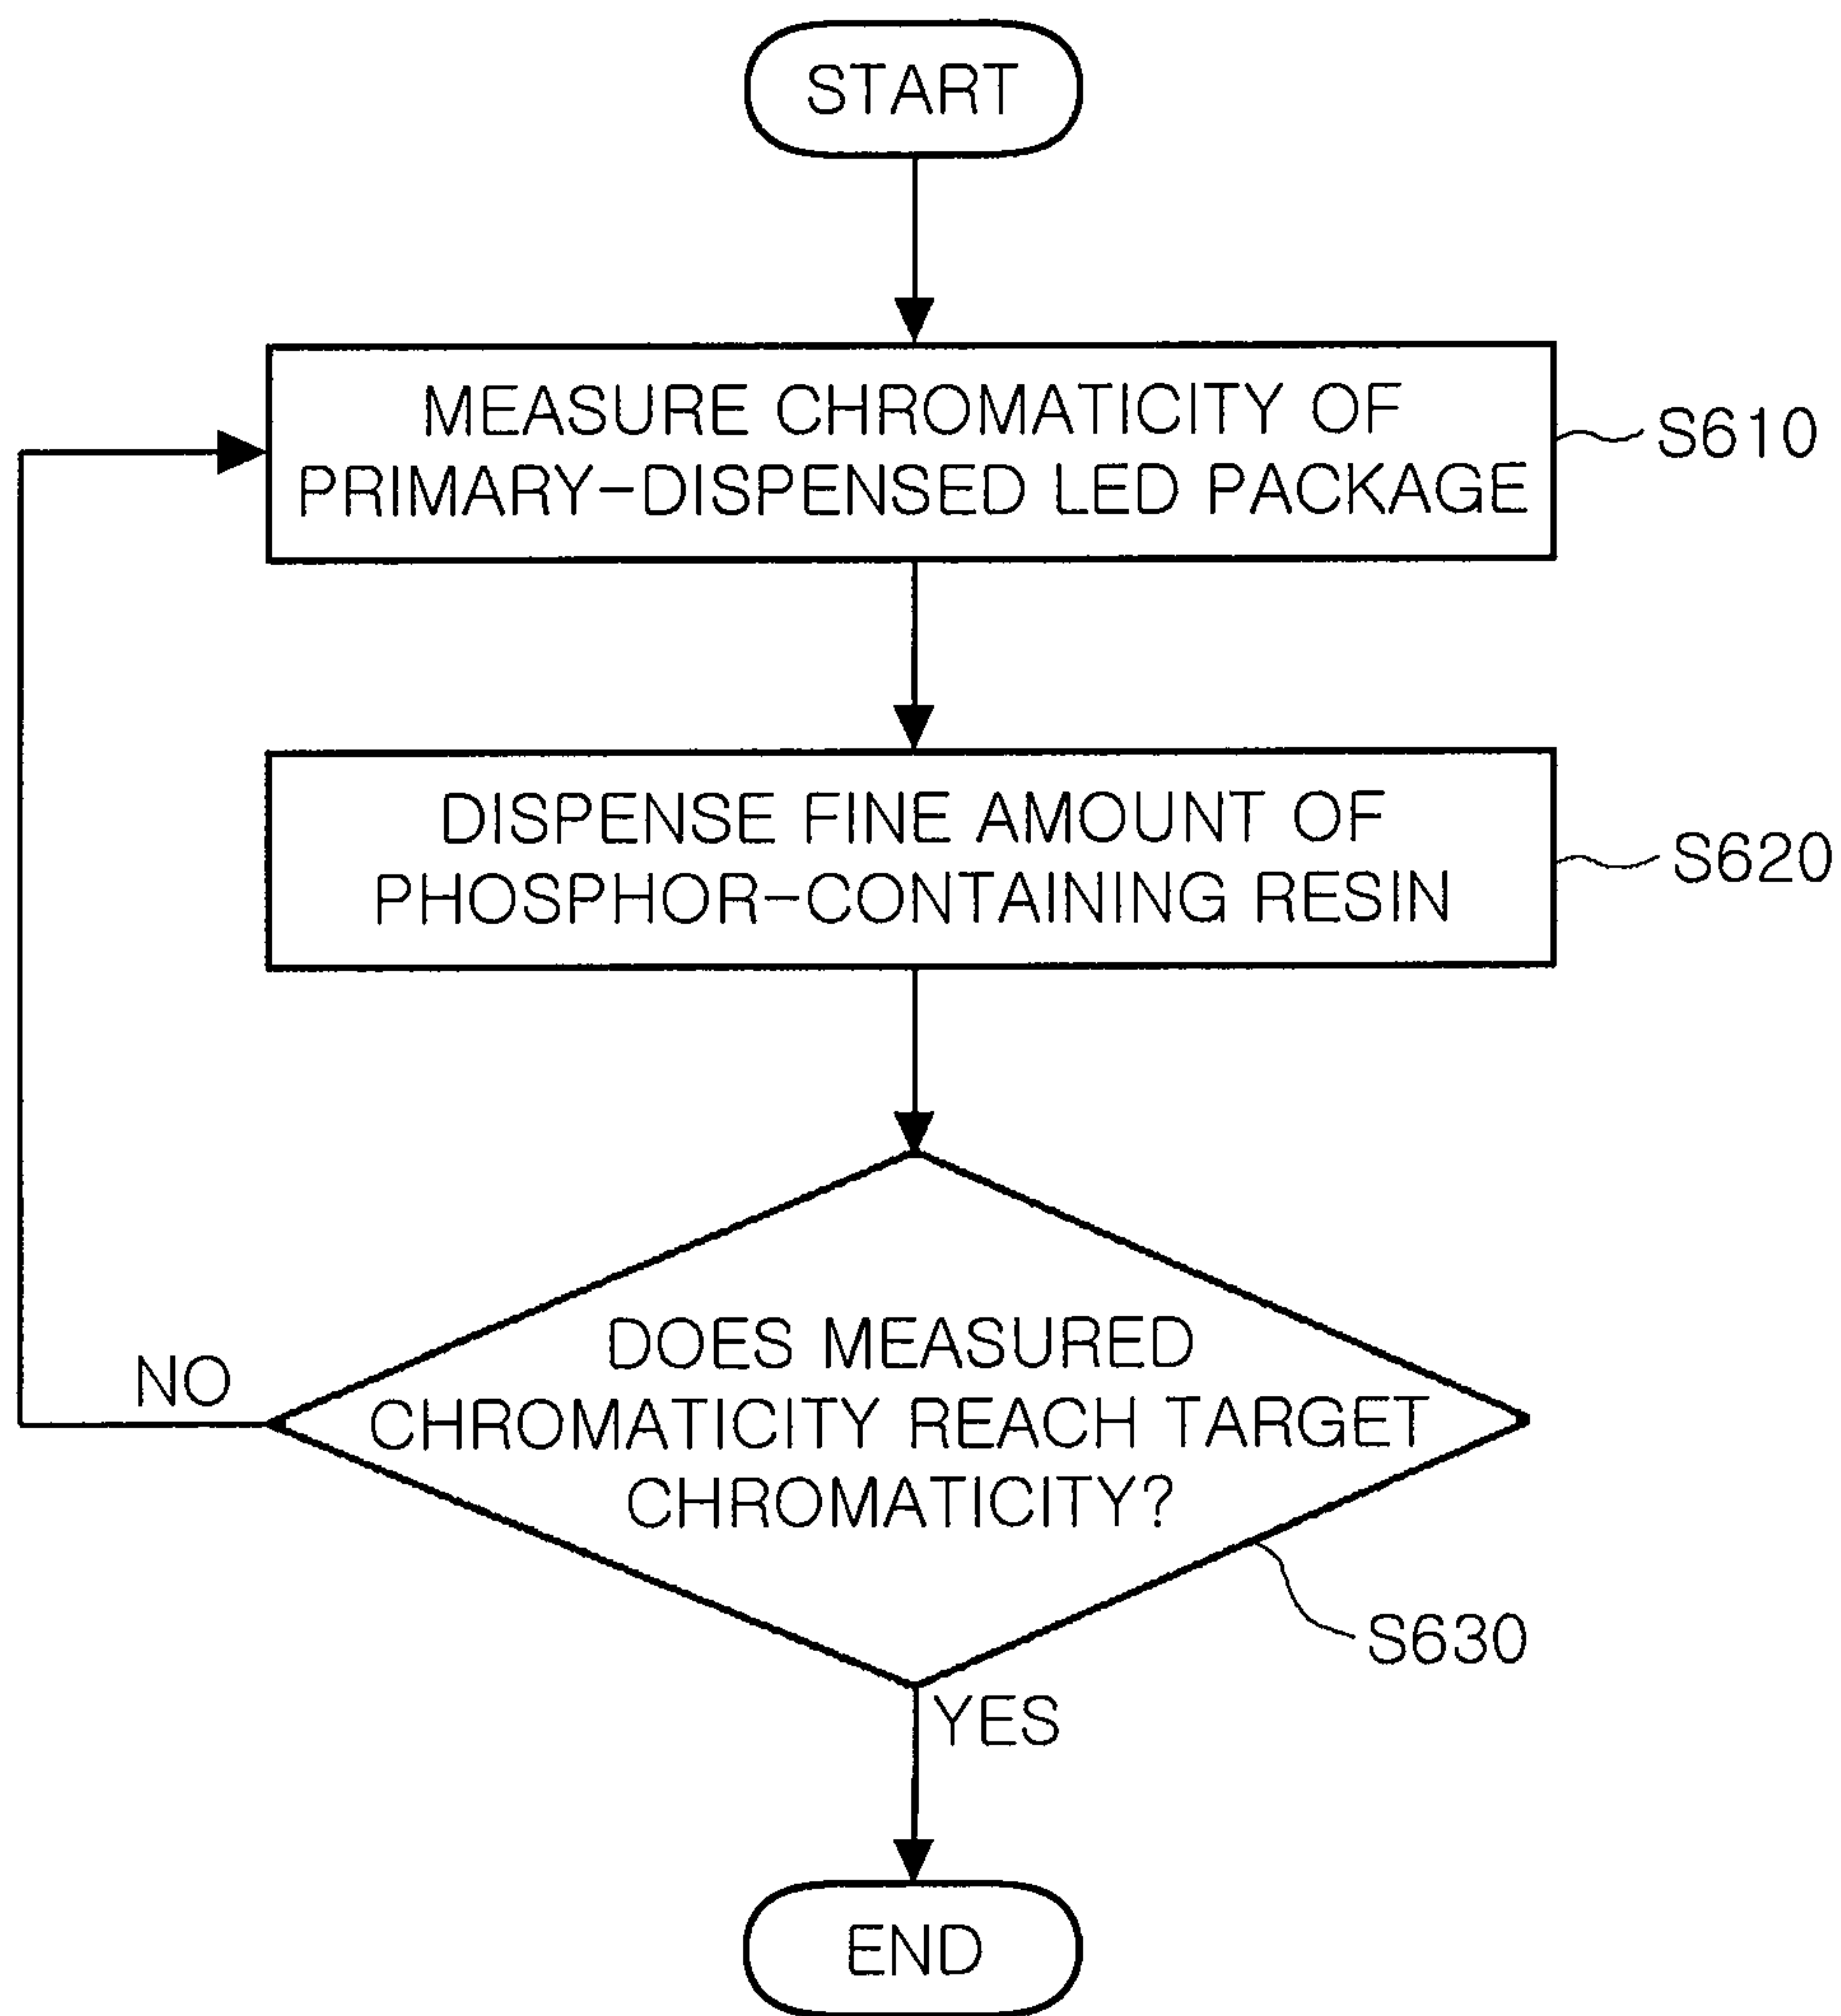 START
MEASURE CHROMATICITY OF
PRIMARY-DISPENSED LED PACKAGE
S610
DISPENSE FINE AMOUNT OF
PHOSPHOR-CONTAINING RESIN
S620
DOES MEASURED
CHROMATICITY REACH TARGET
CHROMATICITY?
NO
S630
YES
END